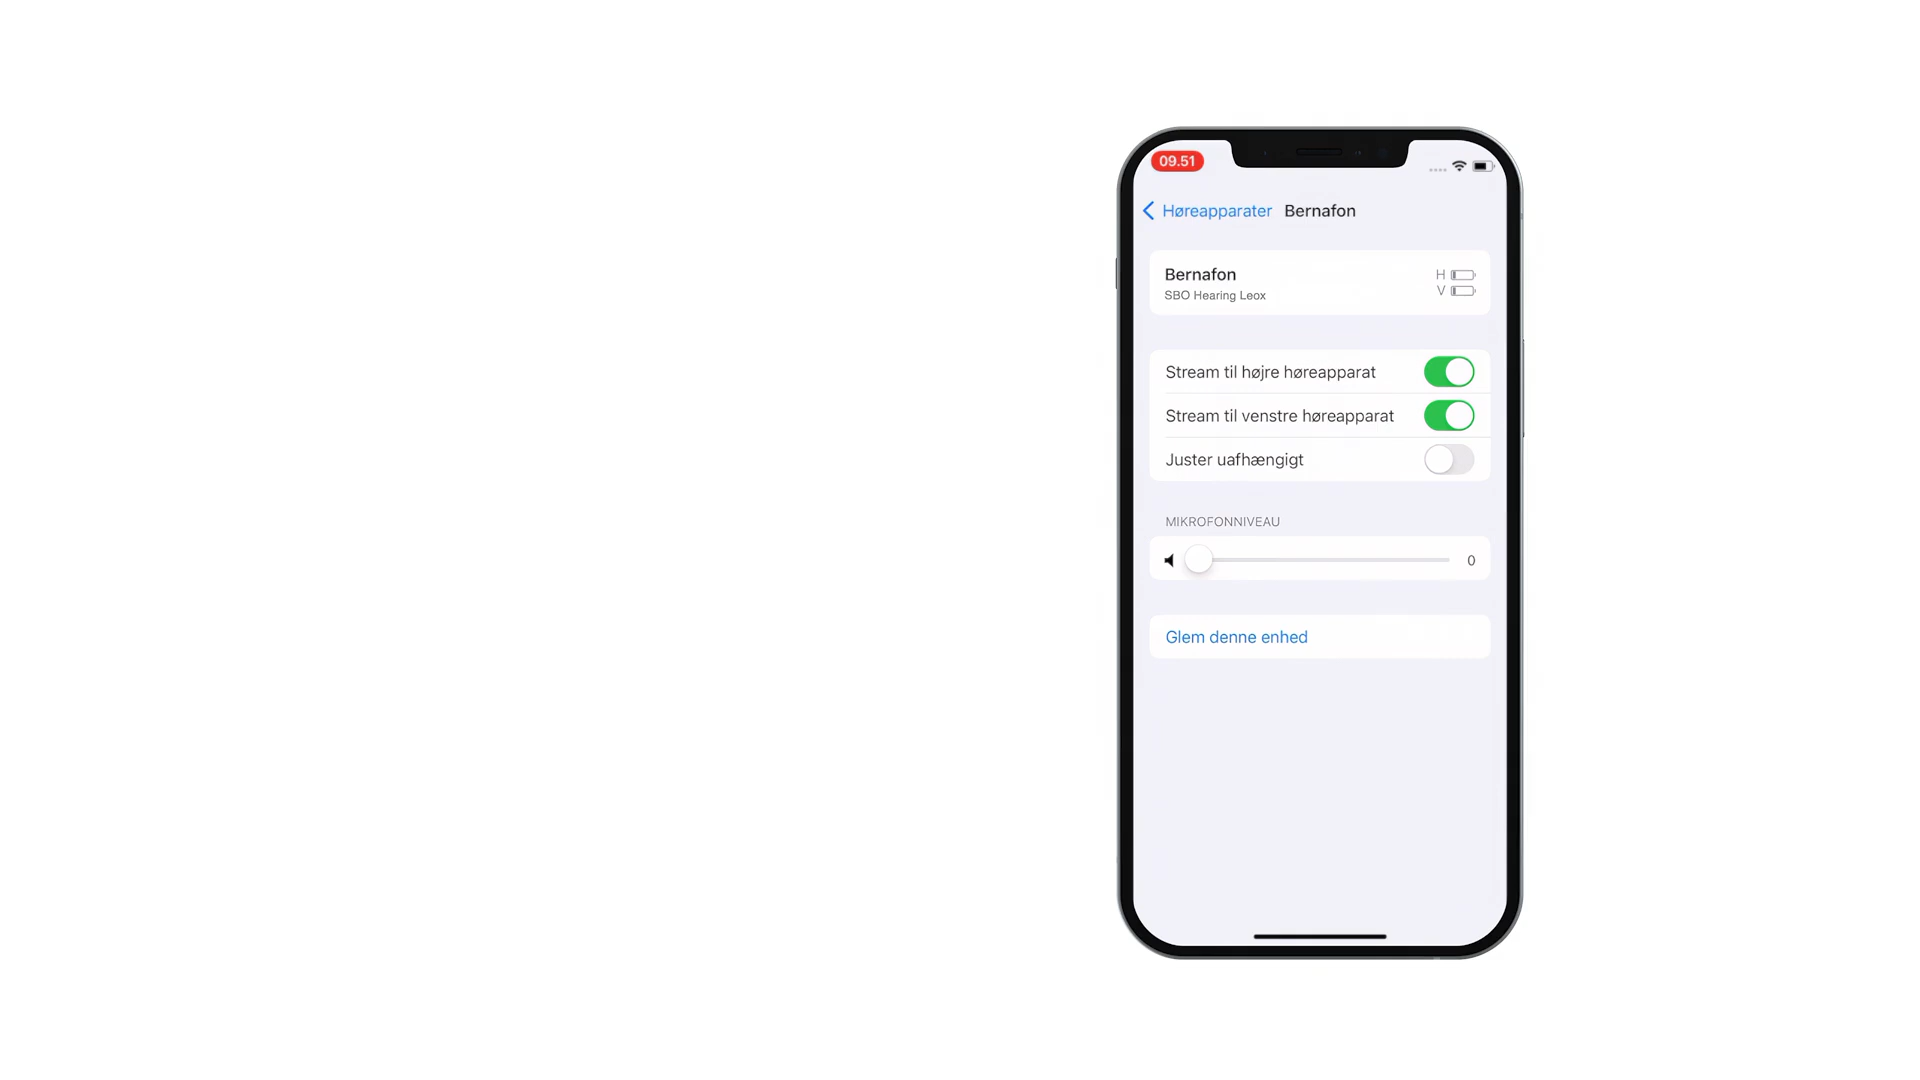 09.51
Høreapparater Bernafon
Bernafon
SBO Hearing Leox
H
V
Stream til højre høreapparat
Stream til venstre høreapparat
Juster uafhængigt
MIKROFONNIVEAU
0
Glem denne enhed